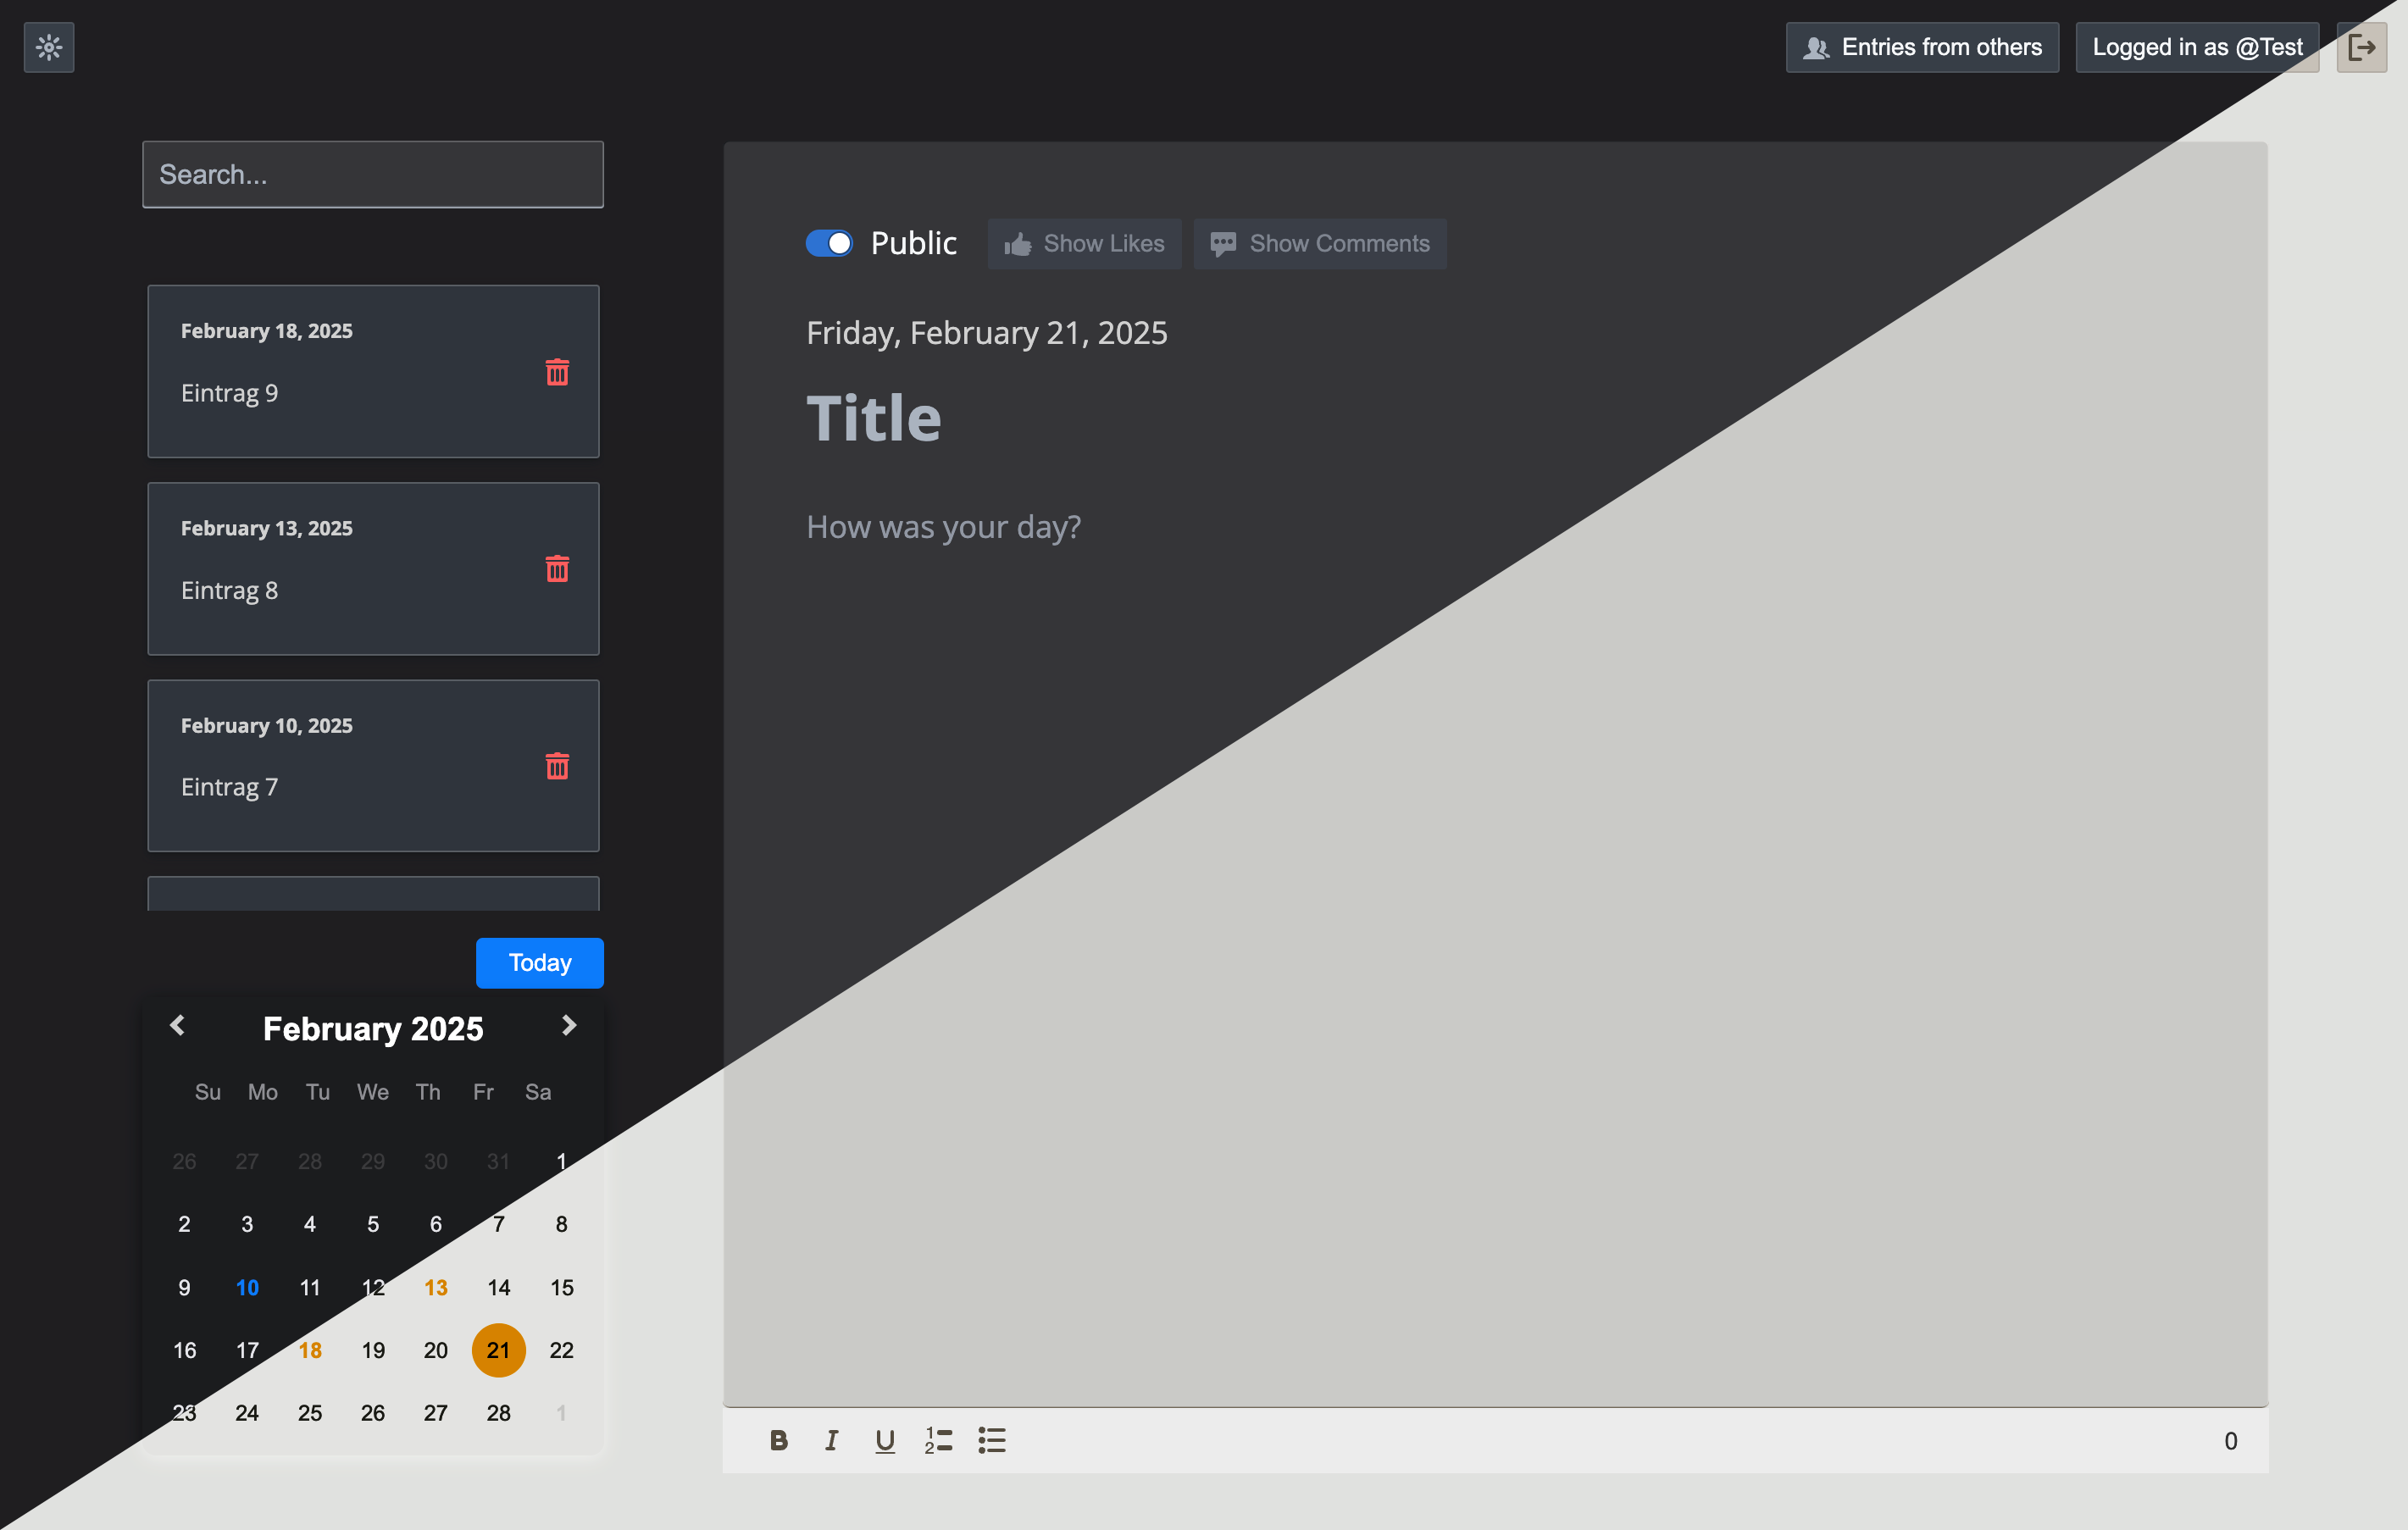 Entries from others
Logged in as @Test
Search...
February 18, 2025
Eintrag 9
February 13, 2025
Eintrag 8
February 10, 2025
Eintrag 7
Today
February 2025
Su Mo Tu We Th Fr Sa
26 27 28 29 30 31 1
2 3 4 5 6 7 8
9 10 11 12 13 14 15
16 17 18 19 20 21 22
23 24 25 26 27 28 1
Public
Show Likes
Show Comments
Friday, February 21, 2025
Title
How was your day?
B I U
0